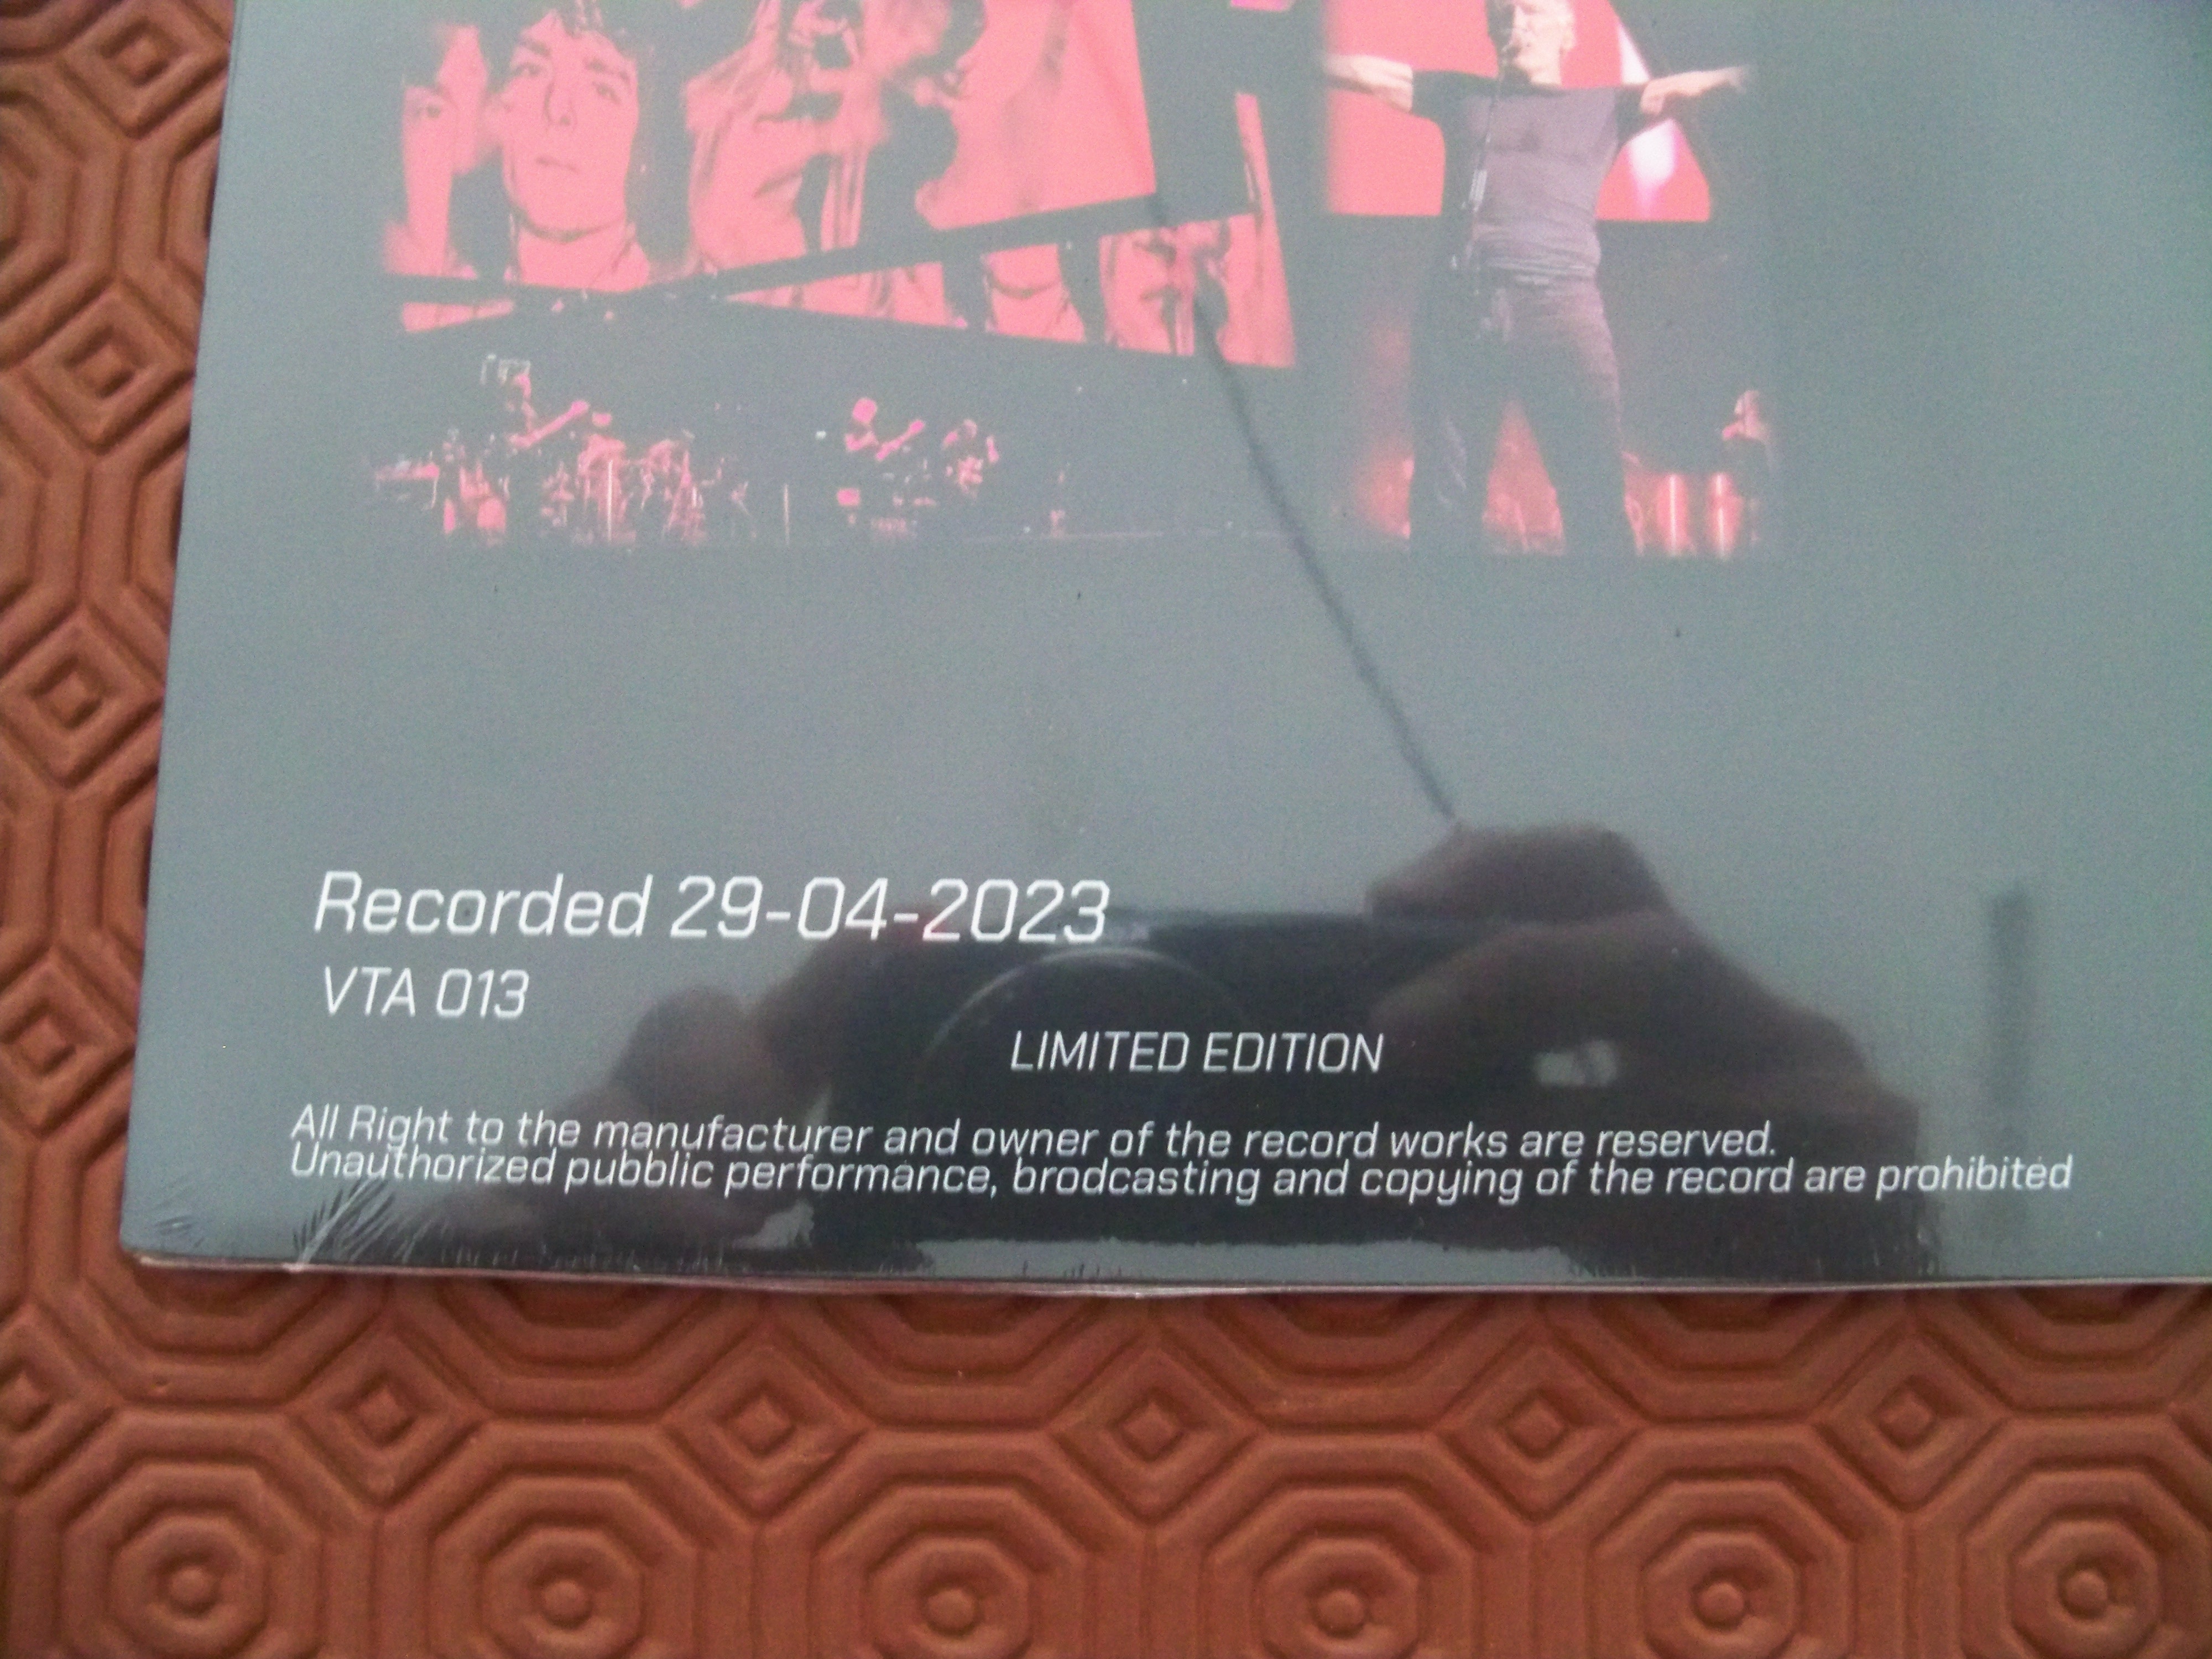 Recorded 29-04-2023
VTA 013
LIMITED EDITION
All Right to the manufacturer and owner of the record works are reserved.
Unauthorized pubblic performance, brodcasting and copying of the record are prohibited